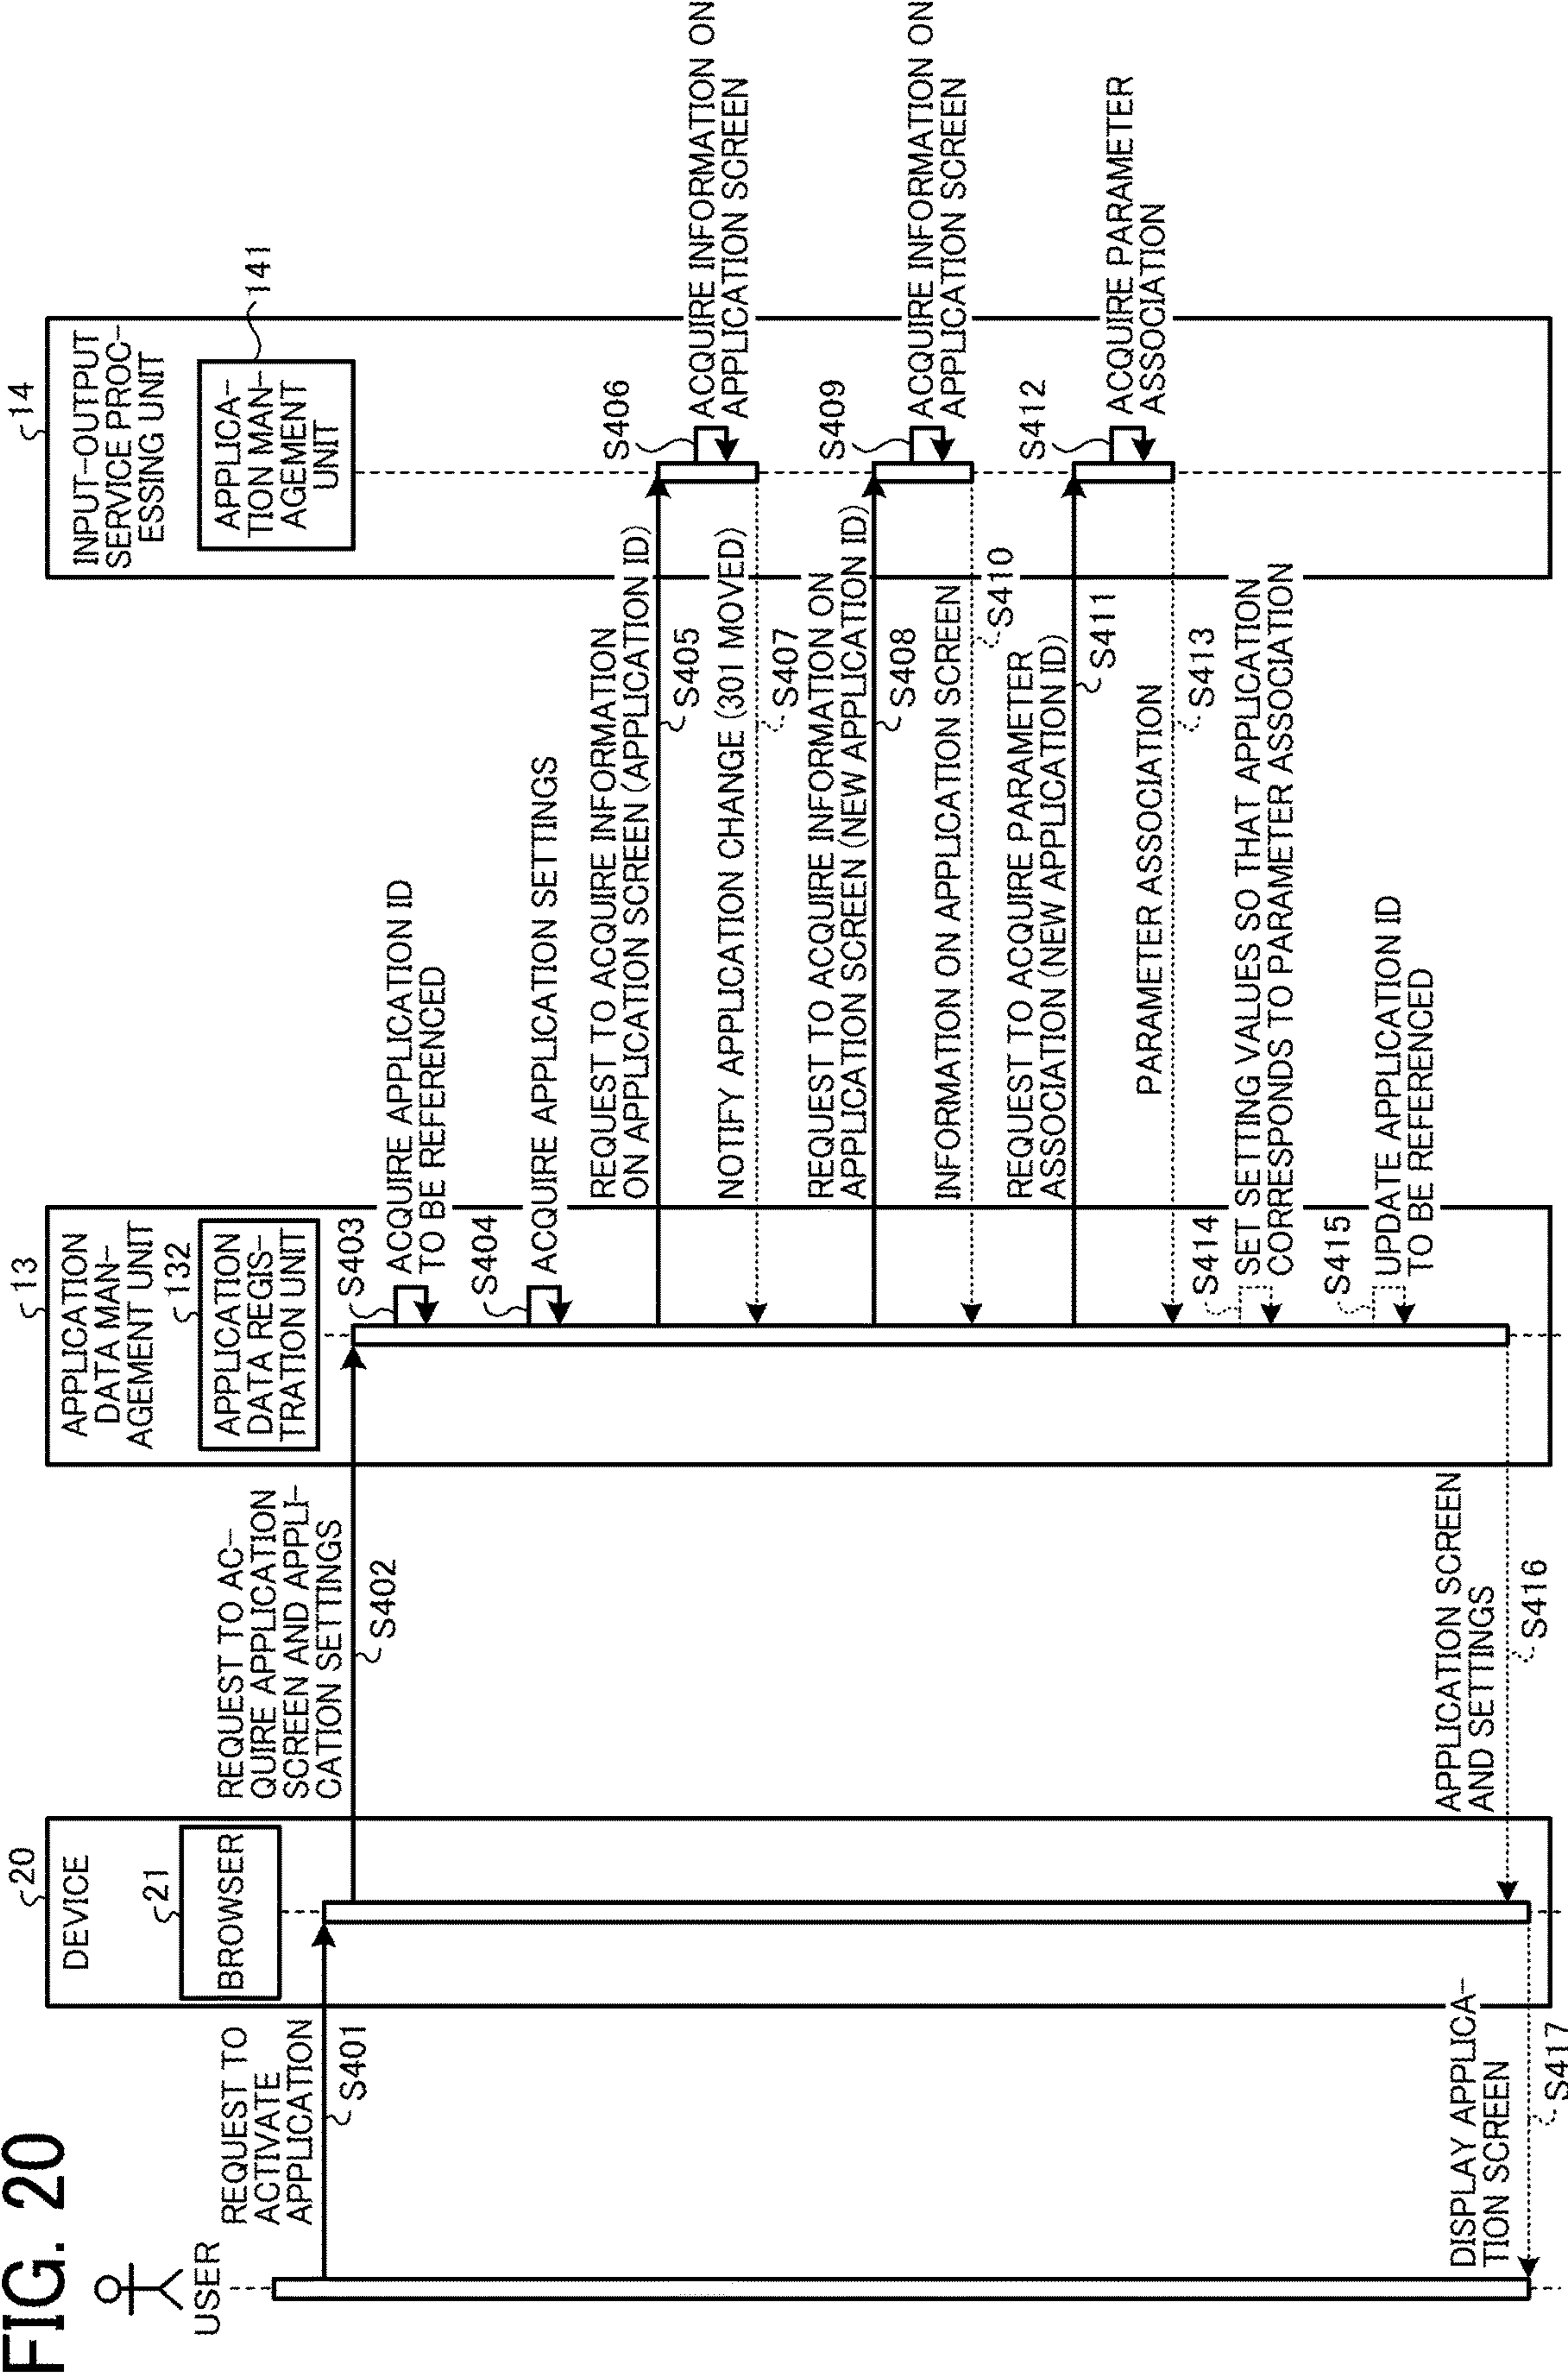 FIG. 20
USER
20
DEVICE
21
BROWSER
13
APPLICATION
DATA MAN-
AGEMENT UNIT
132
APPLICATION
DATA REGIS-
TRATION UNIT
14
INPUT-OUTPUT
SERVICE PROC-
ESSING UNIT
141
APPLICA-
TION MAN-
AGEMENT
UNIT
REQUEST TO
ACTIVATE
APPLICATION
S401
REQUEST TO AC-
QUIRE APPLICATION
SCREEN AND APPLI-
CATION SETTINGS
S402
S403
ACQUIRE APPLICATION ID
TO BE REFERENCED
S404
ACQUIRE APPLICATION SETTINGS
REQUEST TO ACQUIRE INFORMATION
ON APPLICATION SCREEN (APPLICATION ID)
S405
S406
ACQUIRE INFORMATION ON
APPLICATION SCREEN
NOTIFY APPLICATION CHANGE (301 MOVED)
S407
REQUEST TO ACQUIRE INFORMATION ON
APPLICATION SCREEN (NEW APPLICATION ID)
S408
S409
ACQUIRE INFORMATION ON
APPLICATION SCREEN
INFORMATION ON APPLICATION SCREEN
S410
REQUEST TO ACQUIRE PARAMETER
ASSOCIATION (NEW APPLICATION ID)
S411
S412
ACQUIRE PARAMETER
ASSOCIATION
PARAMETER ASSOCIATION
S413
S414
SET SETTING VALUES SO THAT APPLICATION
CORRESPONDS TO PARAMETER ASSOCIATION
S415
UPDATE APPLICATION ID
TO BE REFERENCED
APPLICATION SCREEN
AND SETTINGS
S416
DISPLAY APPLICA-
TION SCREEN
S417